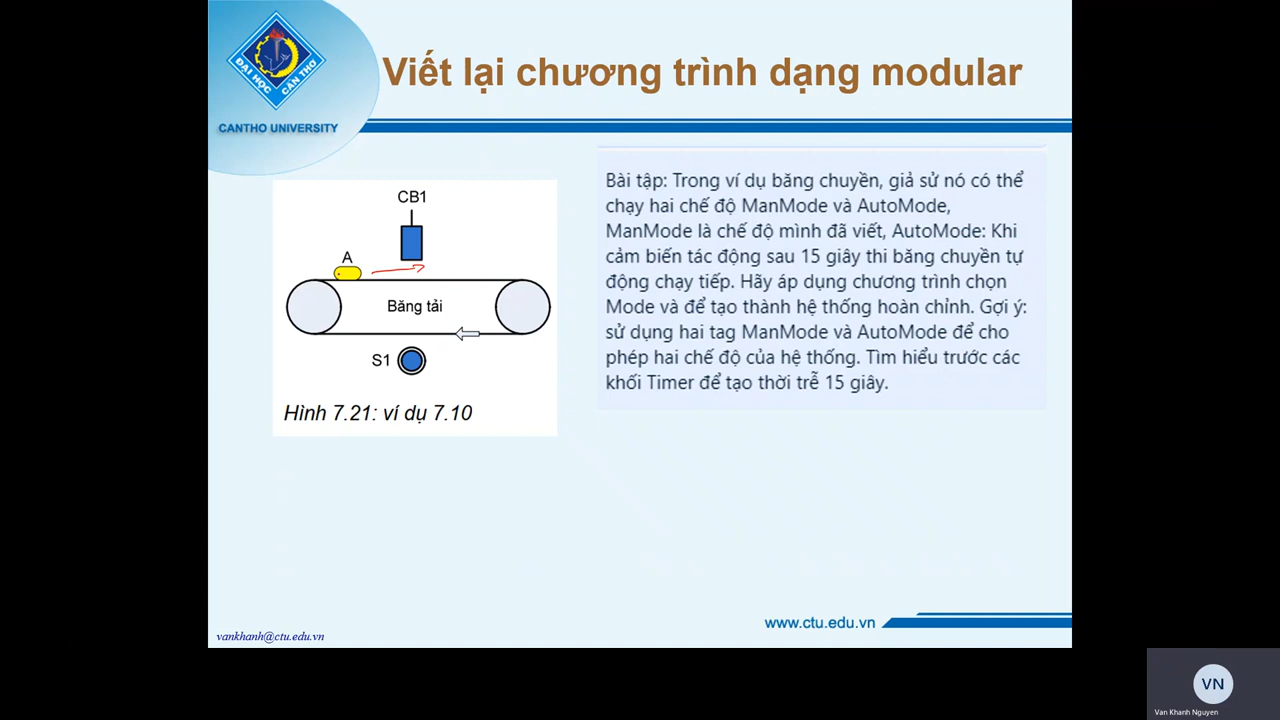 ĐẠI HỌC CẦN THƠ
CANTHO UNIVERSITY
Viết lại chương trình dạng modular
CB1
A
Băng tải
S1
Hình 7.21: ví dụ 7.10
Bài tập: Trong ví dụ băng chuyền, giả sử nó có thể
chạy hai chế độ ManMode và AutoMode,
ManMode là chế độ mình đã viết, AutoMode: Khi
cảm biến tác động sau 15 giây thi băng chuyền tự
động chạy tiếp. Hãy áp dụng chương trình chọn
Mode và để tạo thành hệ thống hoàn chỉnh. Gợi ý:
sử dụng hai tag ManMode và AutoMode để cho
phép hai chế độ của hệ thống. Tìm hiểu trước các
khối Timer để tạo thời trễ 15 giây.
vankhanh@ctu.edu.vn
www.ctu.edu.vn
VN
Van Khanh Nguyen